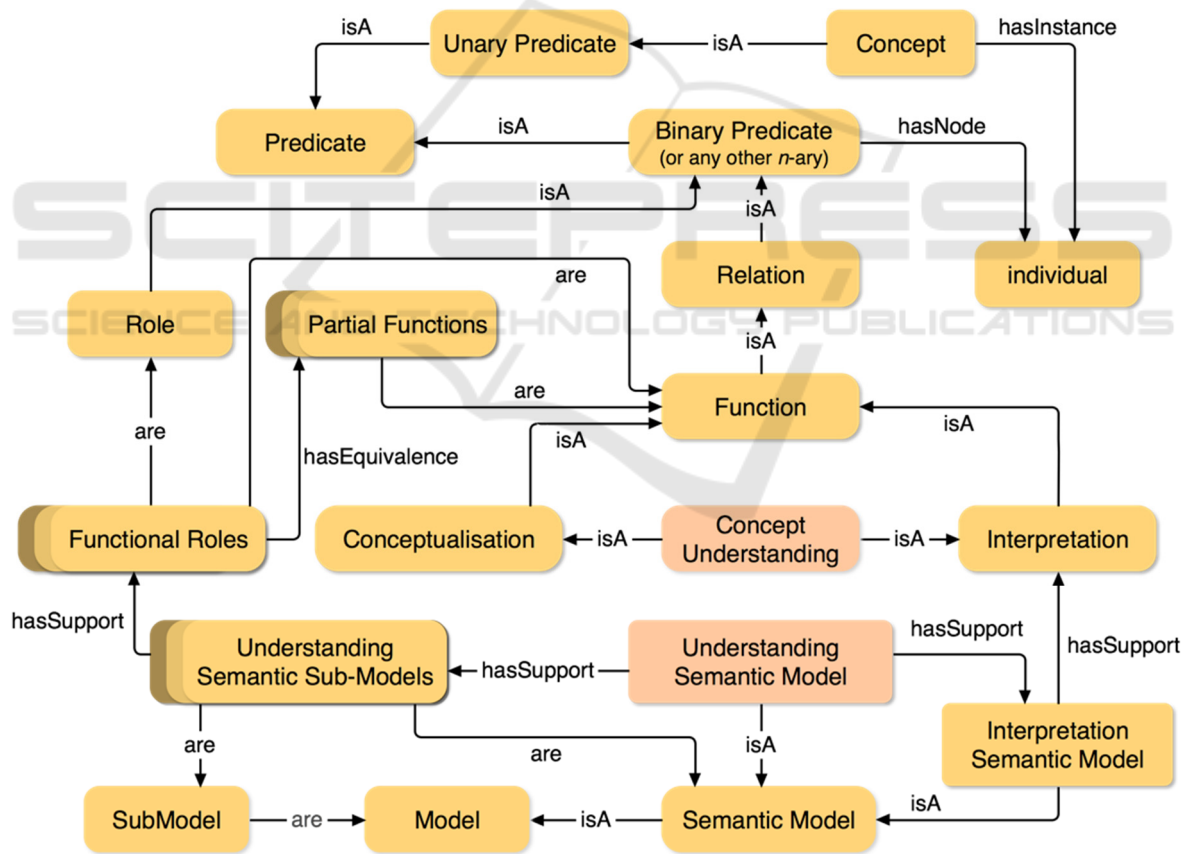 isA
Unary Predicate
isA
Concept
hasInstance
Predicate
isA
Binary Predicate
(or any other n-ary)
hasNode
isA
isA
SCITEPRESS
SCIENCE AND TECHNOLOGY PUBLICATIONS
Relation
individual
are
Role
Partial Functions
isA
are
Function
are
isA
isA
hasEquivalence
Functional Roles
Conceptualisation
isA
Concept
Understanding
isA
Interpretation
hasSupport
Understanding
Semantic Sub-Models
hasSupport
Understanding
Semantic Model
hasSupport
hasSupport
are
are
isA
Interpretation
Semantic Model
isA
SubModel
are
Model
isA
Semantic Model